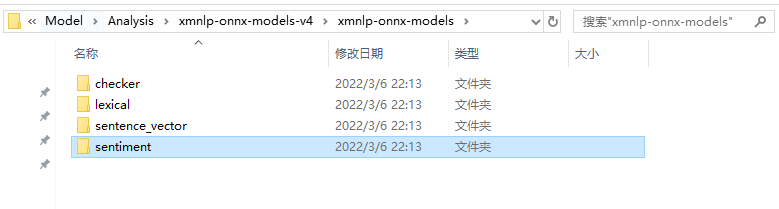 « Model > Analysis > xmnlp-onnx-models-v4 > xmnlp-onnx-models > 搜索"xmnlp-onnx-models"
名称 修改日期 类型 大小
checker 2022/3/6 22:13 文件夹
lexical 2022/3/6 22:13 文件夹
sentence_vector 2022/3/6 22:13 文件夹
sentiment 2022/3/6 22:13 文件夹